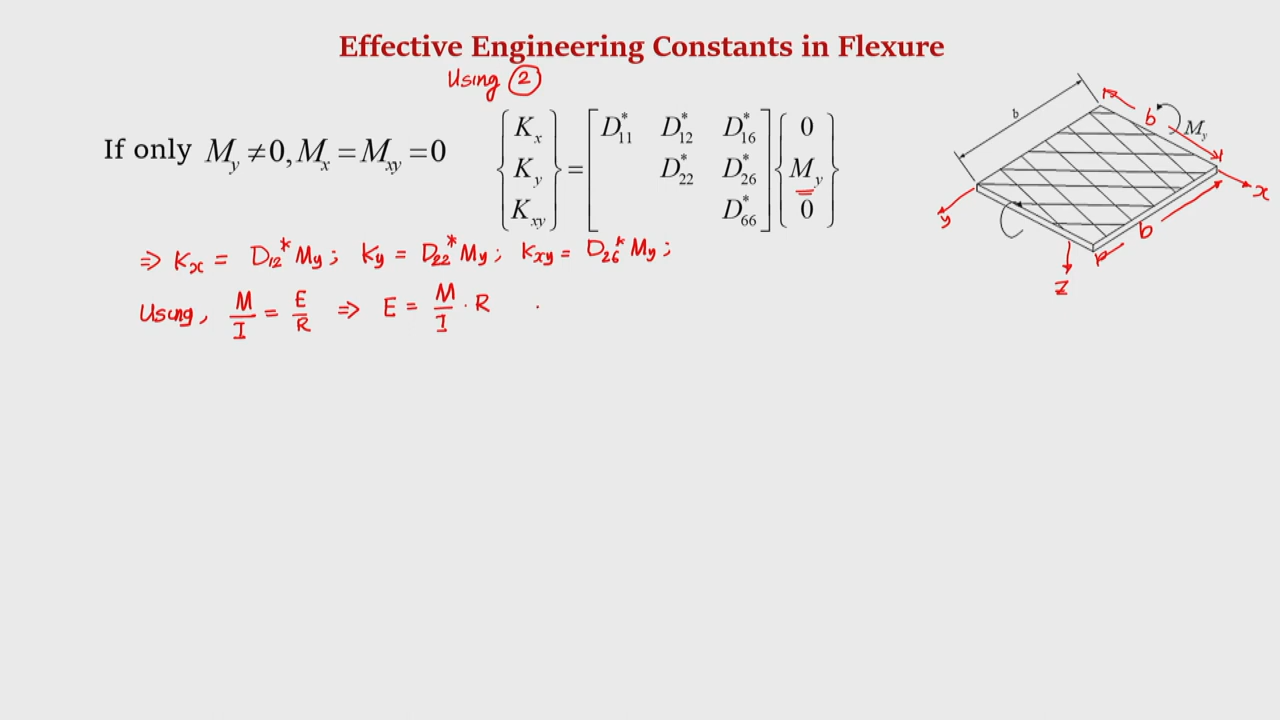 Effective Engineering Constants in Flexure
Using ②
If only M_y ≠ 0, M_x = M_xy = 0
{K_x K_y K_xy} = [D*_11 D*_12 D*_16 D*_22 D*_26 D*_66] {0 M_y 0}
⇒ K_x = D_12* M_y ; K_y = D_22* M_y ; K_xy = D_26* M_y ;
Using, M/I = E/R ⇒ E = M/I · R
b
b
M_y
x
y
b
z